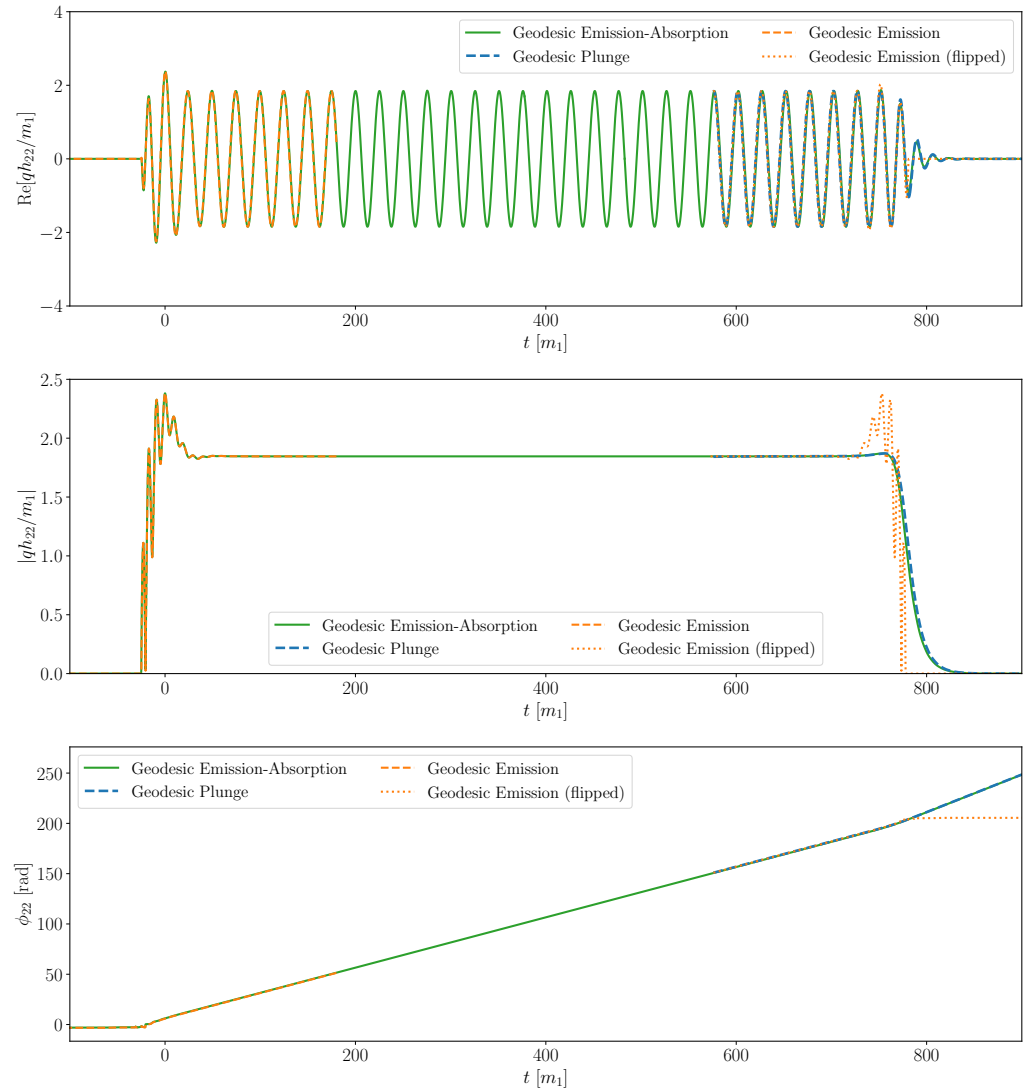 4
2
0
−2
−4
Re[qh₂₂/m₁]
Geodesic Emission-Absorption
Geodesic Plunge
Geodesic Emission
Geodesic Emission (flipped)
0 200 400 600 800
t [m₁]
2.5
2.0
1.5
1.0
0.5
0.0
|qh₂₂/m₁|
Geodesic Emission-Absorption
Geodesic Plunge
Geodesic Emission
Geodesic Emission (flipped)
0 200 400 600 800
t [m₁]
250
200
150
100
50
0
ϕ₂₂ [rad]
Geodesic Emission-Absorption
Geodesic Plunge
Geodesic Emission
Geodesic Emission (flipped)
0 200 400 600 800
t [m₁]